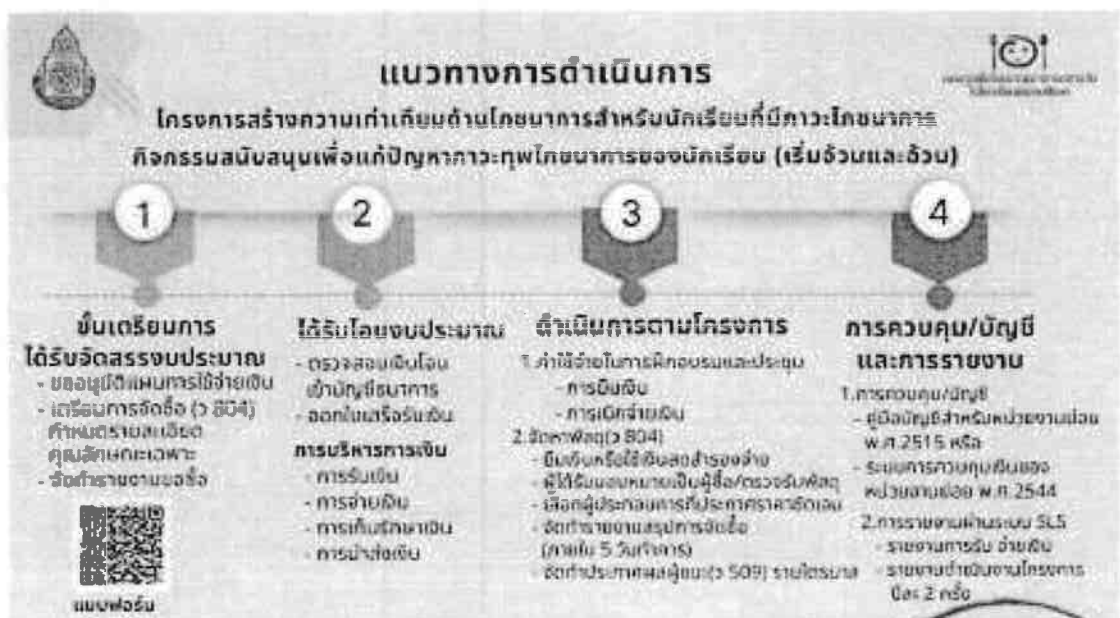 แนวทางการดำเนินการ
โครงการสร้างความเท่าเทียมด้านโภชนาการสำหรับนักเรียนที่มีภาวะโภชนาการ
กิจกรรมสนับสนุนเพื่อแก้ปัญหาภาวะทุพโภชนาการของนักเรียน (เริ่มอ้วนและอ้วน)
1
ขั้นเตรียมการ
ได้รับจัดสรรงบประมาณ
- ขออนุมัติแผนการใช้จ่ายเงิน
- เตรียมการจัดซื้อ (ว 804)
กำหนดรายละเอียด
คุณลักษณะเฉพาะ
- จัดทำรายงานขอซื้อ
แบบฟอร์ม
2
ได้รับโอนงบประมาณ
- ตรวจสอบเงินโอน
เข้าบัญชีธนาคาร
- ออกใบเสร็จรับเงิน
การบริหารการเงิน
- การรับเงิน
- การจ่ายเงิน
- การเก็บรักษาเงิน
- การนำส่งเงิน
3
ดำเนินการตามโครงการ
1.ค่าใช้จ่ายในการฝึกอบรมและประชุม
- การยืมเงิน
- การเบิกจ่ายเงิน
2.จัดหาพัสดุ(ว 804)
- ยืมเงินหรือใช้เงินสดสำรองจ่าย
- ผู้ได้รับมอบหมายเป็นผู้ซื้อ/ตรวจรับพัสดุ
- เลือกผู้ประกอบการที่ประกาศราคาชัดเจน
- จัดทำรายงานสรุปการจัดซื้อ
(ภายใน 5 วันทำการ)
- จัดทำประกาศผลผู้ชนะ(ว 509) รายไตรมาส
4
การควบคุม/บัญชี
และการรายงาน
1.การควบคุม/บัญชี
- คู่มือบัญชีสำหรับหน่วยงานย่อย
พ.ศ.2515 หรือ
- ระบบการควบคุมเงินของ
หน่วยงานย่อย พ.ศ.2544
2.การรายงานผ่านระบบ SLS
- รายงานการรับ จ่ายเงิน
- รายงานดำเนินงานโครงการ
ปีละ 2 ครั้ง